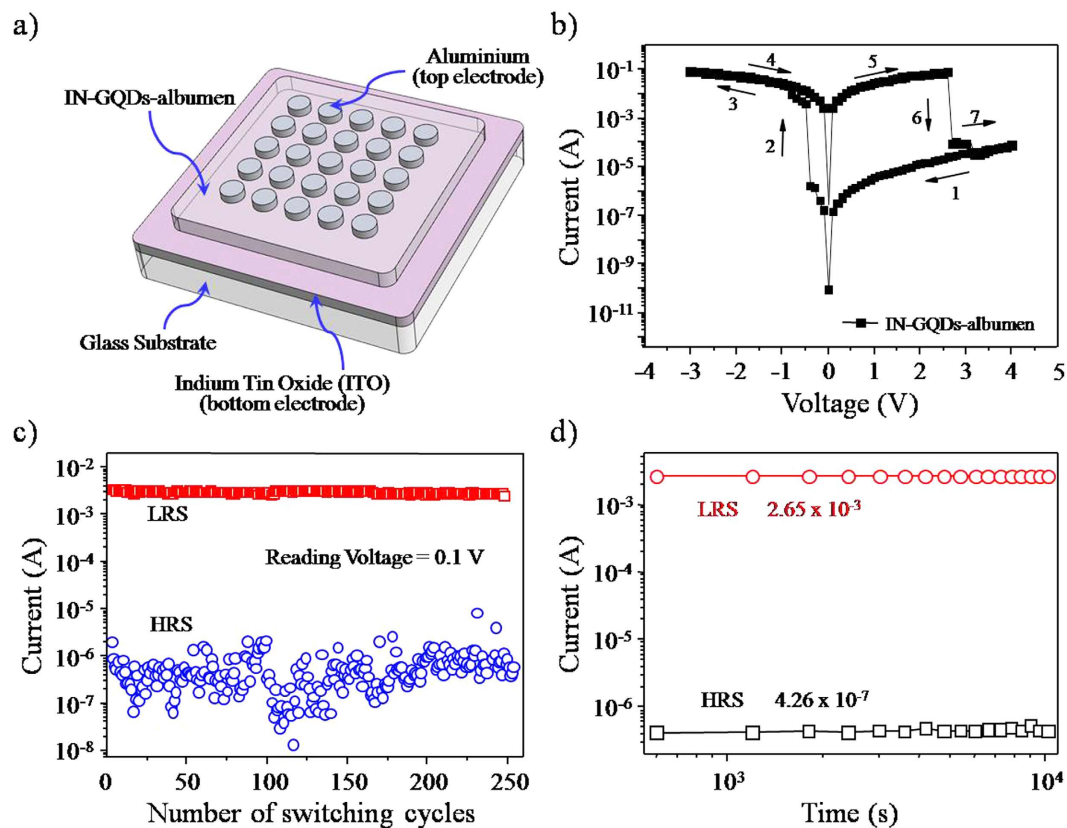 a)
Aluminium
(top electrode)
IN-GQDs-albumen
Glass Substrate
Indium Tin Oxide (ITO)
(bottom electrode)
b)
Current (A)
10⁻¹
10⁻³
10⁻⁵
10⁻⁷
10⁻⁹
10⁻¹¹
4
5
3
2
6
7
1
IN-GQDs-albumen
-4 -3 -2 -1 0 1 2 3 4 5
Voltage (V)
c)
Current (A)
10⁻²
10⁻³
10⁻⁴
10⁻⁵
10⁻⁶
10⁻⁷
10⁻⁸
LRS
Reading Voltage = 0.1 V
HRS
0 50 100 150 200 250
Number of switching cycles
d)
Current (A)
10⁻³
10⁻⁴
10⁻⁵
10⁻⁶
LRS 2.65 x 10⁻³
HRS 4.26 x 10⁻⁷
10³ 10⁴
Time (s)